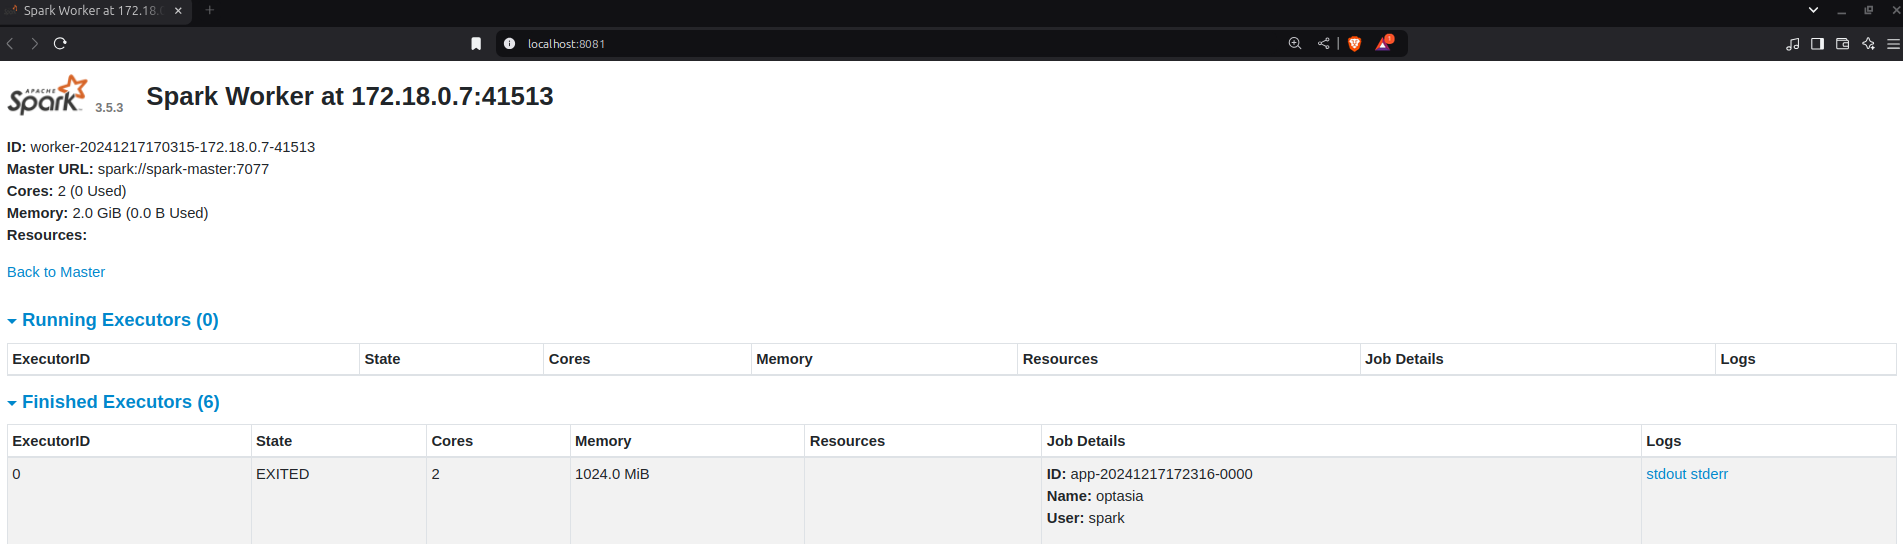 Spark Worker at 172.18.0
localhost:8081
1
APACHE
Spark 3.5.3 Spark Worker at 172.18.0.7:41513
ID: worker-20241217170315-172.18.0.7-41513
Master URL: spark://spark-master:7077
Cores: 2 (0 Used)
Memory: 2.0 GiB (0.0 B Used)
Resources:
Back to Master
Running Executors (0)
ExecutorID State Cores Memory Resources Job Details Logs
Finished Executors (6)
ExecutorID State Cores Memory Resources Job Details Logs
0 EXITED 2 1024.0 MiB ID: app-20241217172316-0000 stdout stderr
Name: optasia
User: spark